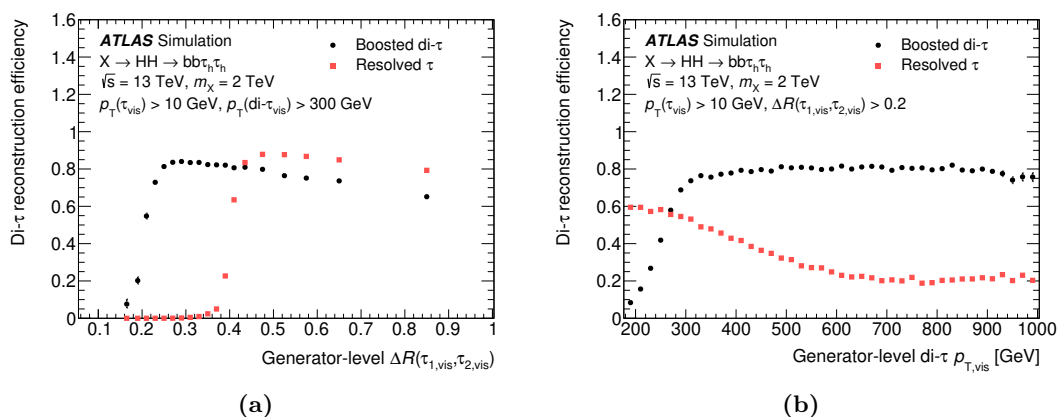 Di-τ reconstruction efficiency
1.6
1.4
1.2
1
0.8
0.6
0.4
0.2
0
ATLAS Simulation
X → HH → bbτhτh
√s = 13 TeV, mX = 2 TeV
pT(τvis) > 10 GeV, pT(di-τvis) > 300 GeV
Boosted di-τ
Resolved τ
0.1 0.2 0.3 0.4 0.5 0.6 0.7 0.8 0.9 1
Generator-level ΔR(τ1,vis,τ2,vis)
(a)
Di-τ reconstruction efficiency
1.6
1.4
1.2
1
0.8
0.6
0.4
0.2
0
ATLAS Simulation
X → HH → bbτhτh
√s = 13 TeV, mX = 2 TeV
pT(τvis) > 10 GeV, ΔR(τ1,vis,τ2,vis) > 0.2
Boosted di-τ
Resolved τ
200 300 400 500 600 700 800 900 1000
Generator-level di-τ pT,vis [GeV]
(b)